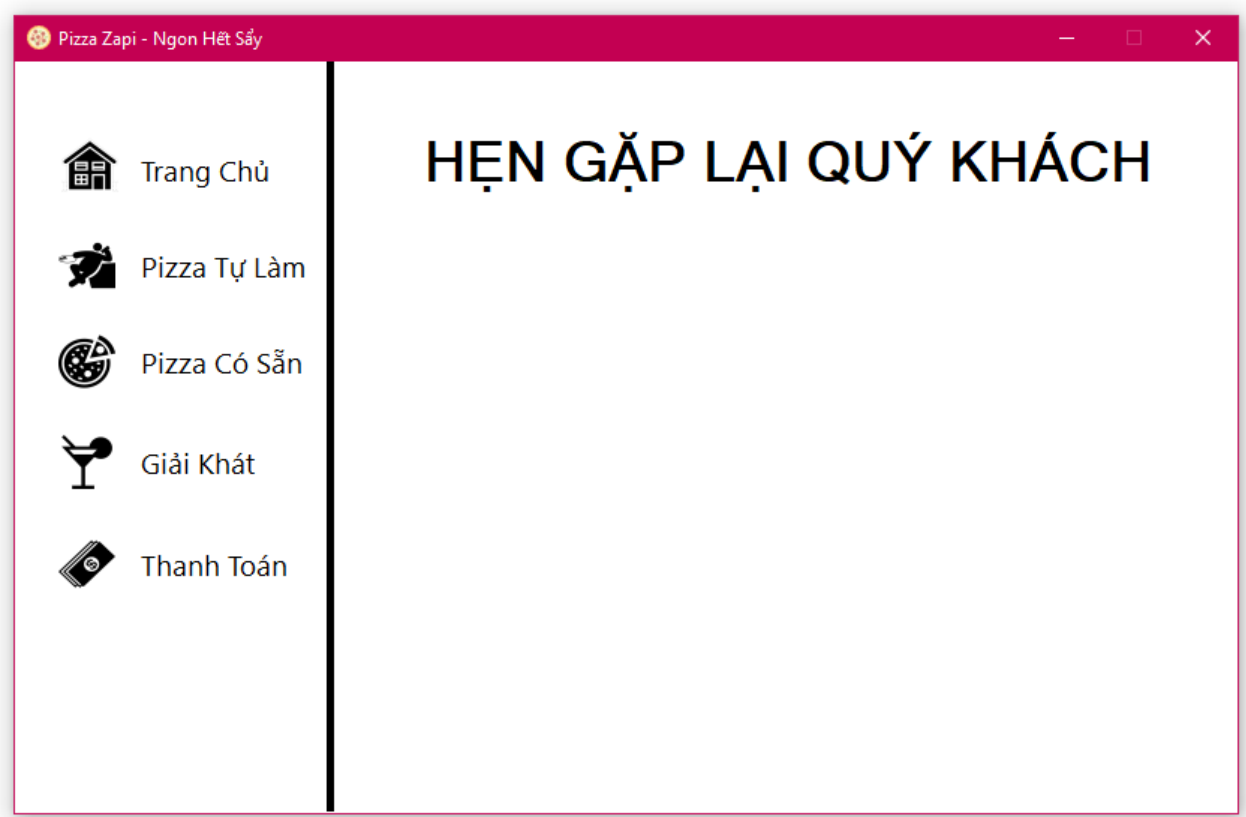 Pizza Zapi - Ngon Hết Sẩy
Trang Chủ
Pizza Tự Làm
Pizza Có Sẵn
Giải Khát
Thanh Toán
HẸN GẶP LẠI QUÝ KHÁCH